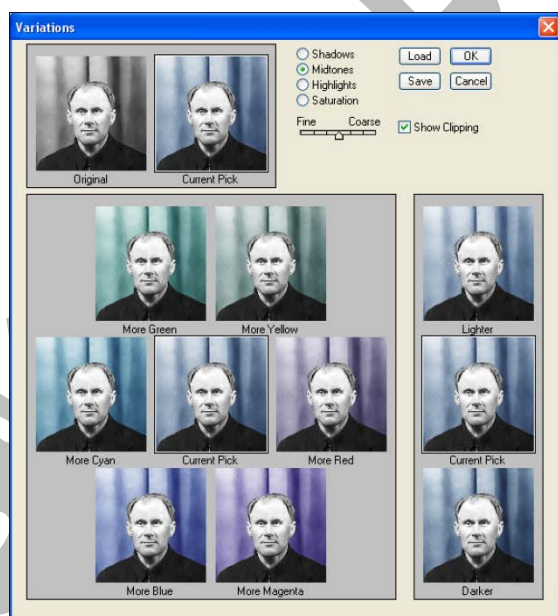 Variations
Shadows
Midtones
Highlights
Saturation
Load
OK
Save
Cancel
Fine Coarse
Show Clipping
Original Current Pick
More Green More Yellow
Lighter
More Cyan Current Pick More Red
Current Pick
More Blue More Magenta
Darker